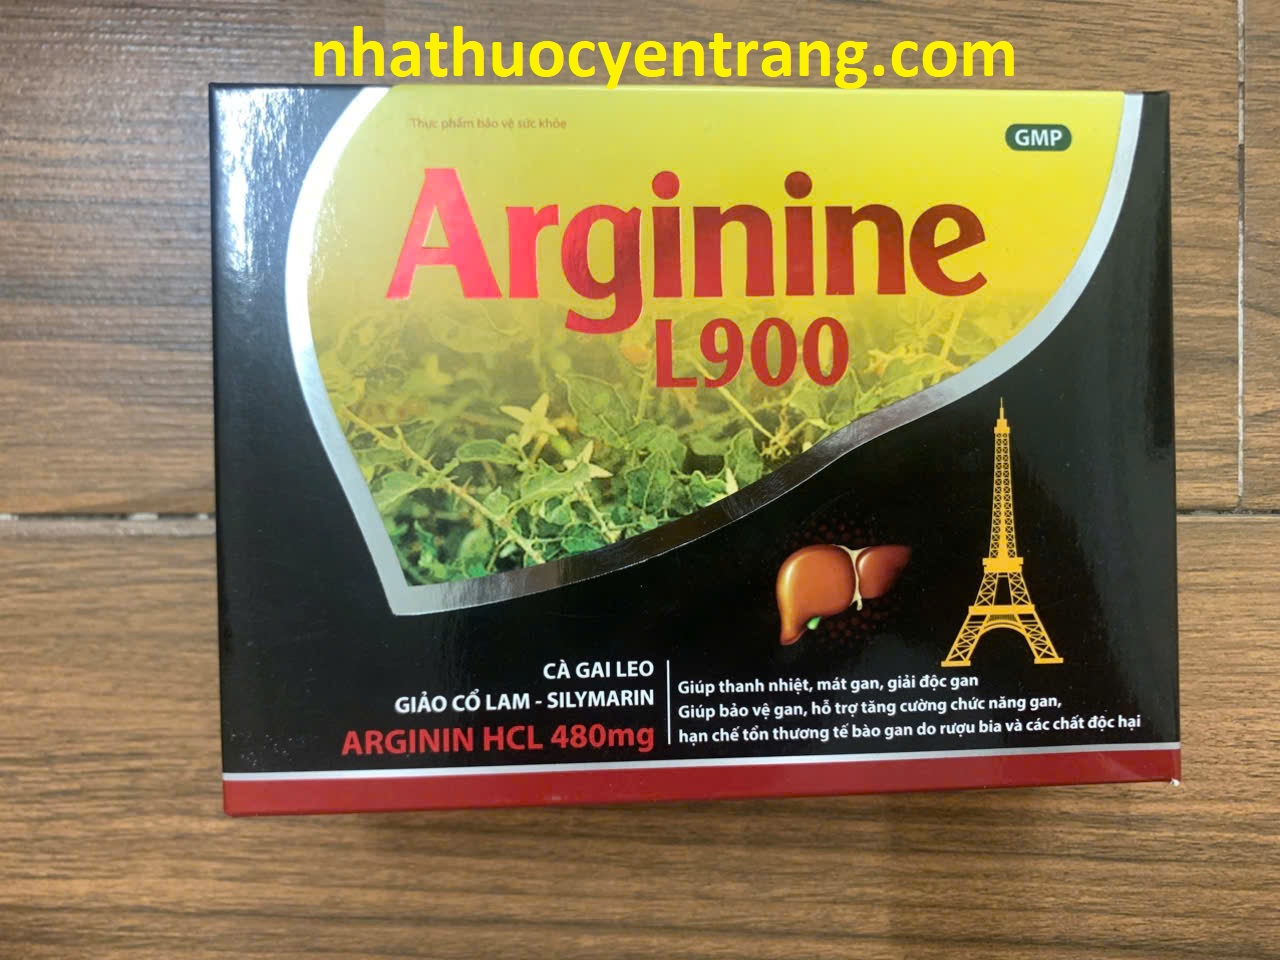 nhathuocyentrang.com
Thực phẩm bảo vệ sức khỏe
GMP
Arginine
L900
CÀ GAI LEO
GIẢO CỔ LAM - SILYMARIN
ARGININ HCL 480mg
Giúp thanh nhiệt, mát gan, giải độc gan
Giúp bảo vệ gan, hỗ trợ tăng cường chức năng gan,
hạn chế tổn thương tế bào gan do rượu bia và các chất độc hại